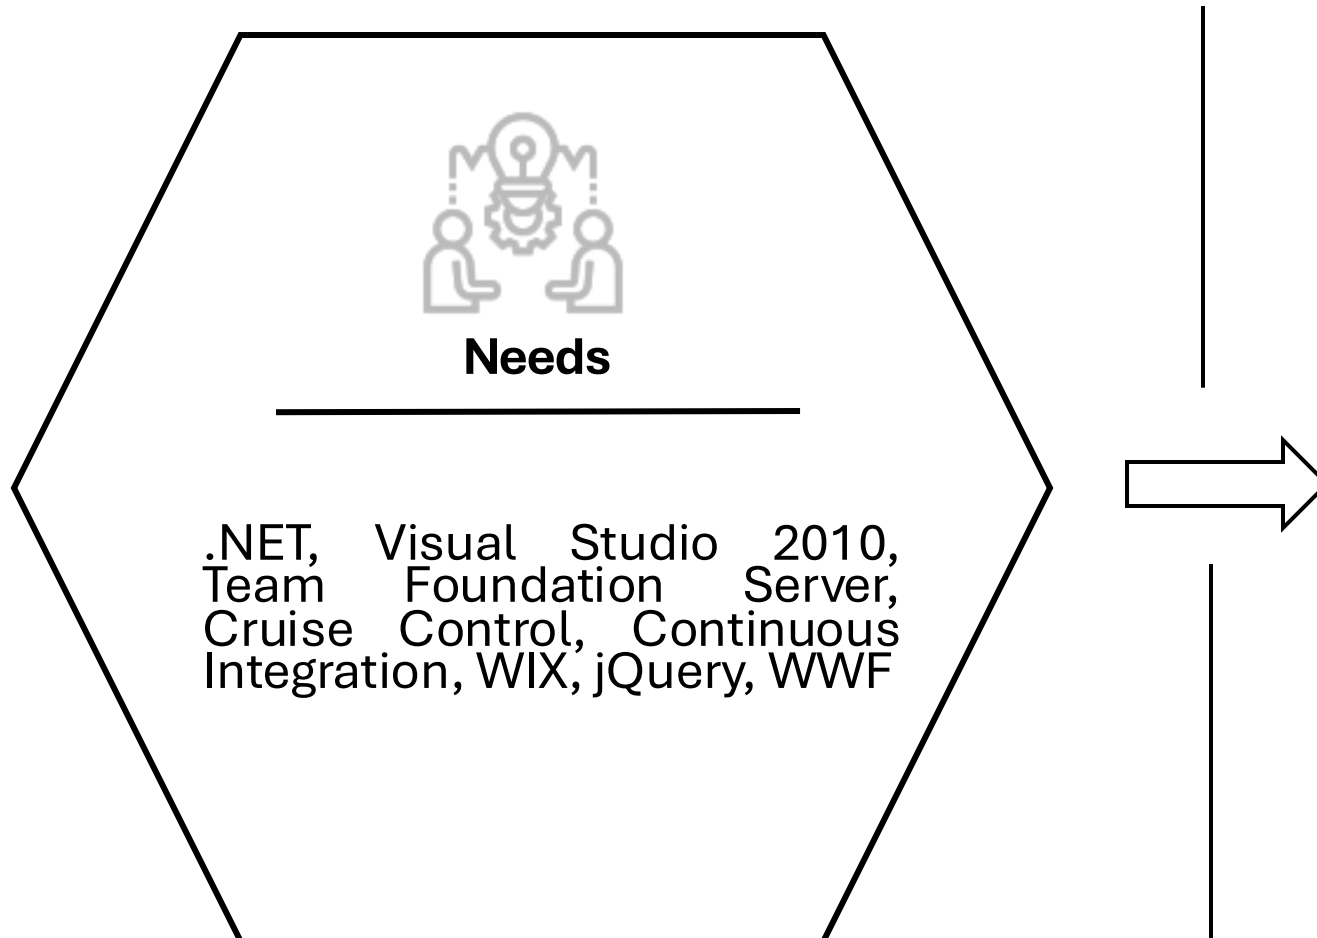 Needs
.NET, Visual Studio 2010,
Team Foundation Server,
Cruise Control, Continuous
Integration, WIX, jQuery, WWF